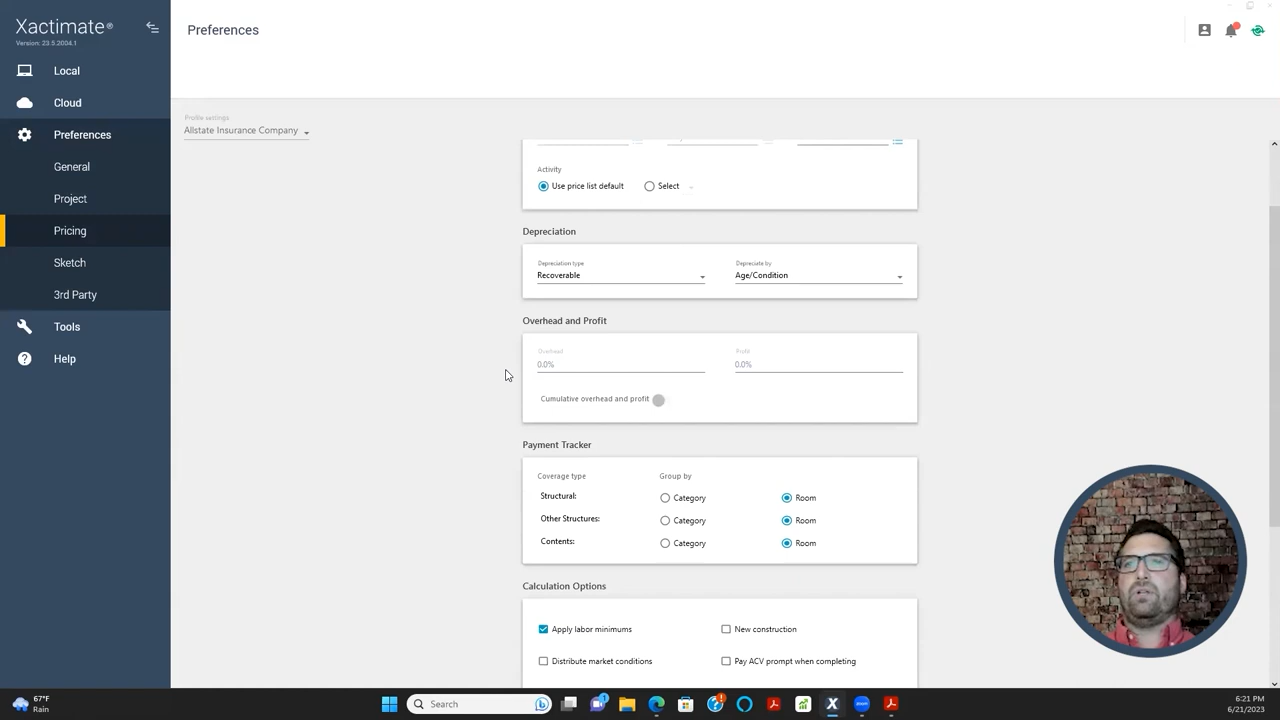 Xactimate®
Version: 23.5.2004.1
Preferences
Local
Cloud
Preferences
General
Project
Pricing
Sketch
3rd Party
Tools
Help
Profile settings
Allstate Insurance Company
Activity
Use price list default
Select
Depreciation
Depreciation type
Depreciate by
Recoverable
Age/Condition
Overhead and Profit
Overhead
Profit
0.0%
0.0%
Cumulative overhead and profit
Payment Tracker
Coverage type
Group by
Structural:
Category
Room
Other Structures:
Category
Room
Contents:
Category
Room
Calculation Options
Apply labor minimums
New construction
Distribute market conditions
Pay ACV prompt when completing
67°F
Rain
Search
6:21 PM
6/21/2023